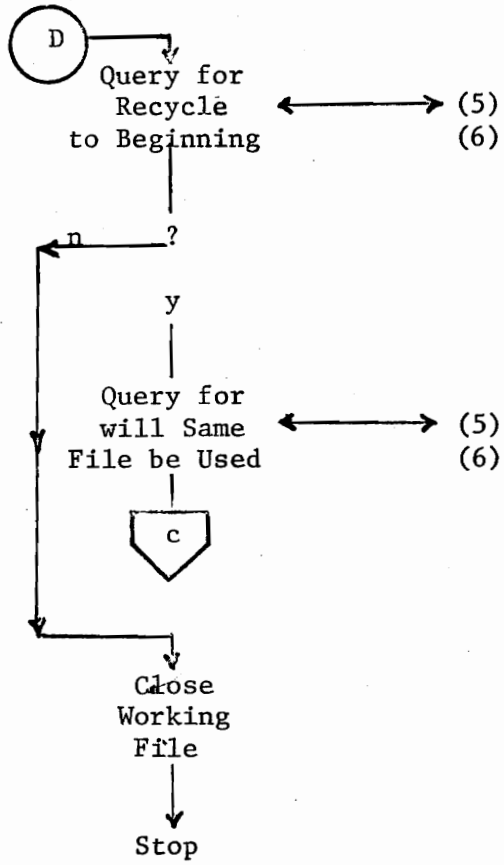 D
Query for
Recycle
to Beginning
(5)
(6)
n
?
y
Query for
will Same
File be Used
(5)
(6)
c
Close
Working
File
Stop